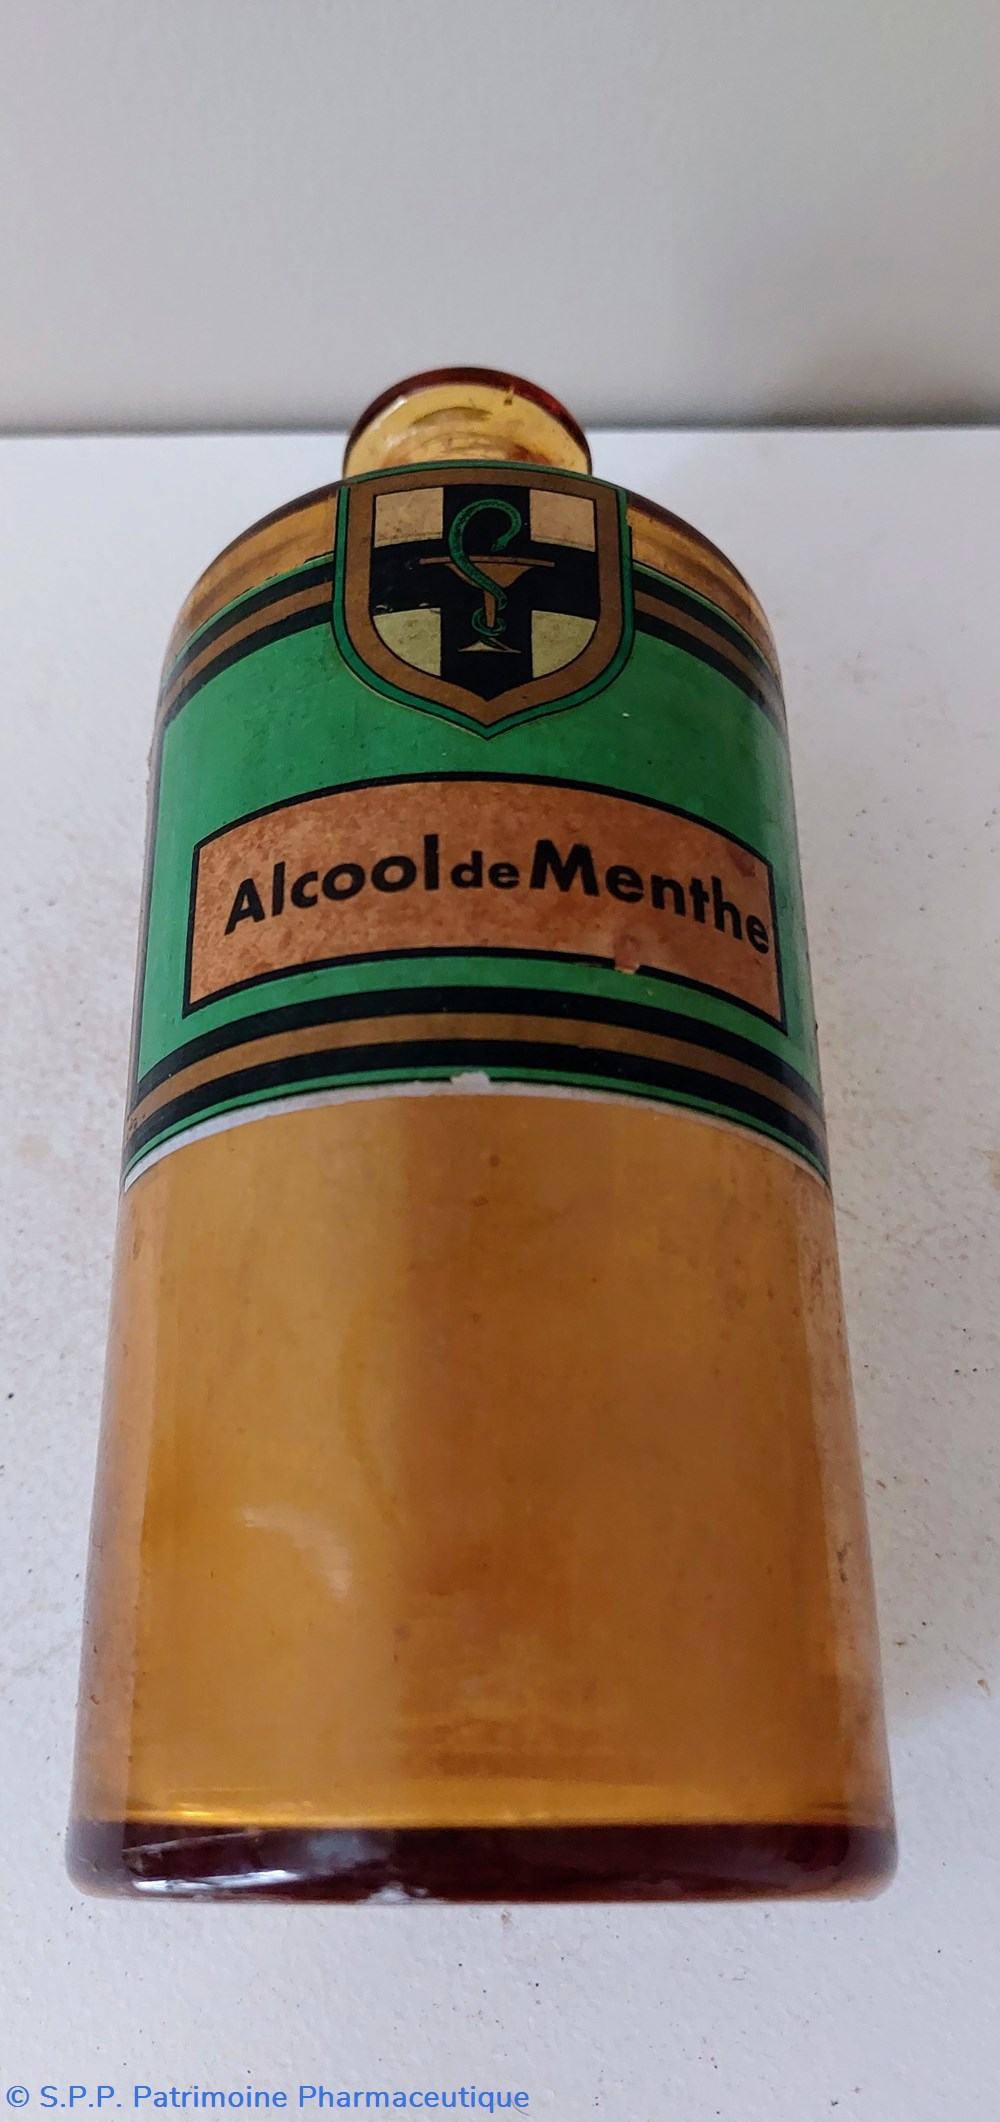 Alcool de Menthe
© S.P.P. Patrimoine Pharmaceutique